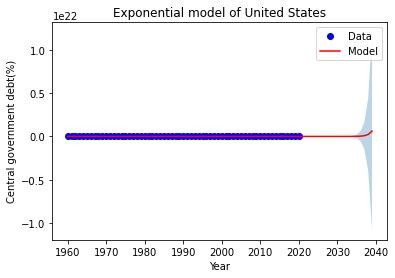 Exponential model of United States
1e22
Data
Model
1.0
0.5
0.0
−0.5
−1.0
Central government debt(%)
1960 1970 1980 1990 2000 2010 2020 2030 2040
Year